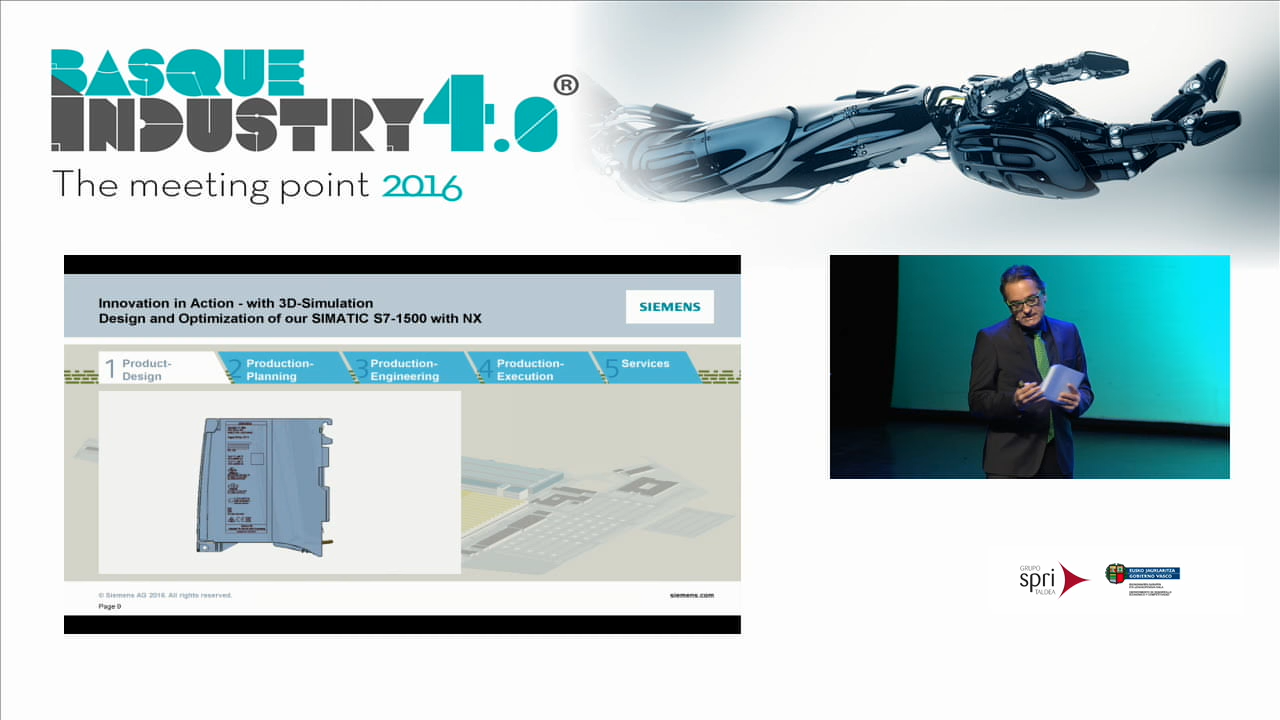 BASQUE
INDUSTRY 4.0®
The meeting point 2016
Innovation in Action - with 3D-Simulation
Design and Optimization of our SIMATIC S7-1500 with NX
SIEMENS
1 Product-
Design
2 Production-
Planning
3 Production-
Engineering
4 Production-
Execution
5 Services
© Siemens AG 2016. All rights reserved.
siemens.com
Page 9
GRUPO
spri
TALDEA
EUSKO JAURLARITZA
GOBIERNO VASCO